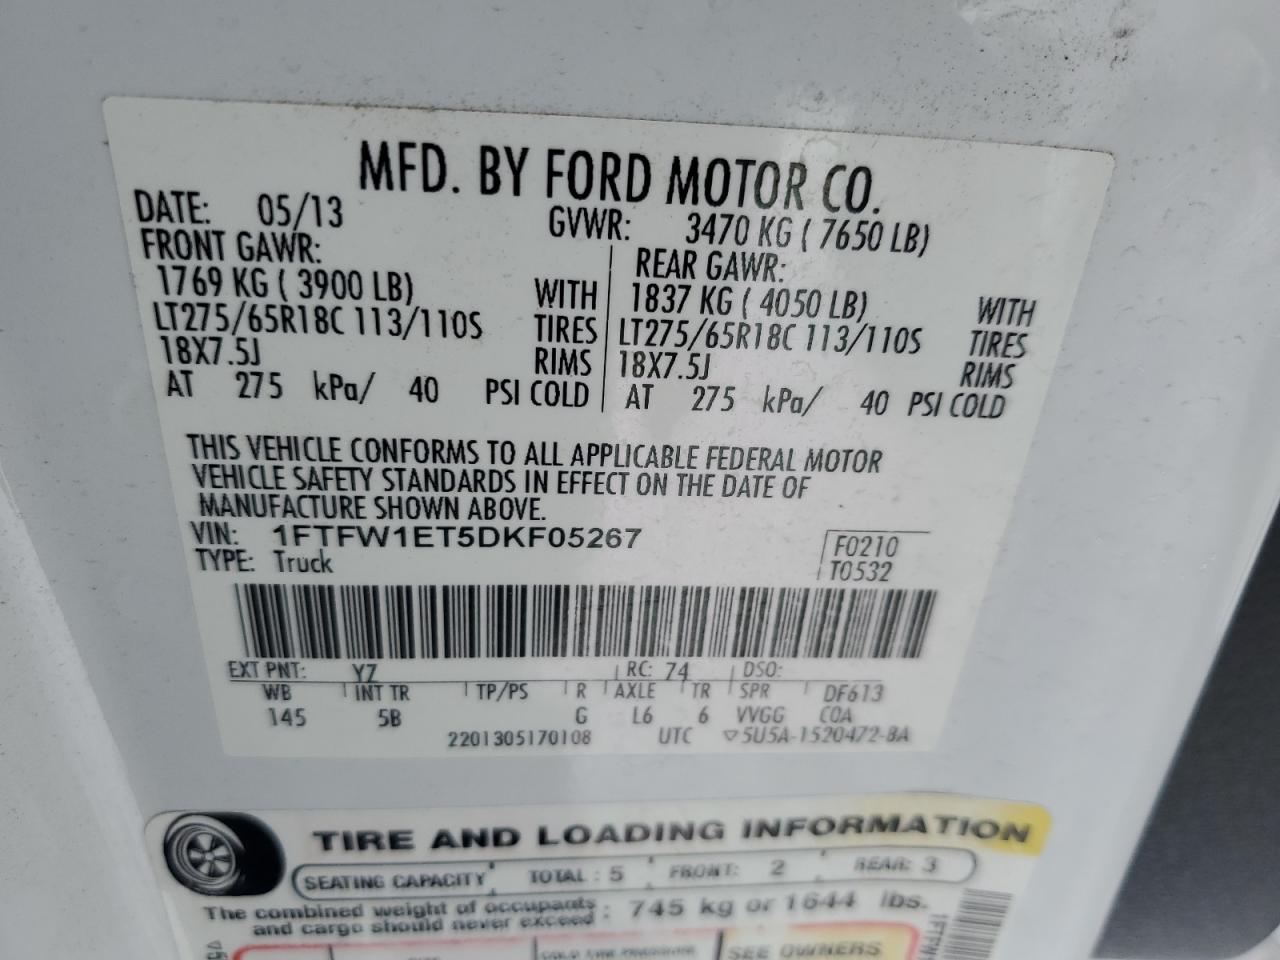 MFD. BY FORD MOTOR CO.
DATE: 05/13 GVWR: 3470 KG ( 7650 LB)
FRONT GAWR: REAR GAWR:
1769 KG ( 3900 LB) WITH 1837 KG ( 4050 LB) WITH
LT275/65R18C 113/110S TIRES LT275/65R18C 113/110S TIRES
18X7.5J RIMS 18X7.5J RIMS
AT 275 kPa/ 40 PSI COLD AT 275 kPa/ 40 PSI COLD
THIS VEHICLE CONFORMS TO ALL APPLICABLE FEDERAL MOTOR
VEHICLE SAFETY STANDARDS IN EFFECT ON THE DATE OF
MANUFACTURE SHOWN ABOVE.
VIN: 1FTFW1ET5DKF05267 F0210
TYPE: Truck T0532
EXT PNT: YZ RC: 74 DSO:
WB INT TR TP/PS R AXLE TR SPR DF613
145 5B G L6 6 VVGG COA
2201305170108 UTC ▽5U5A-1520472-BA
TIRE AND LOADING INFORMATION
SEATING CAPACITY TOTAL : 5 FRONT: 2 REAR: 3
The combined weight of occupants : 745 kg or 1644 lbs.
and cargo should never exceed
SEE OWNERS